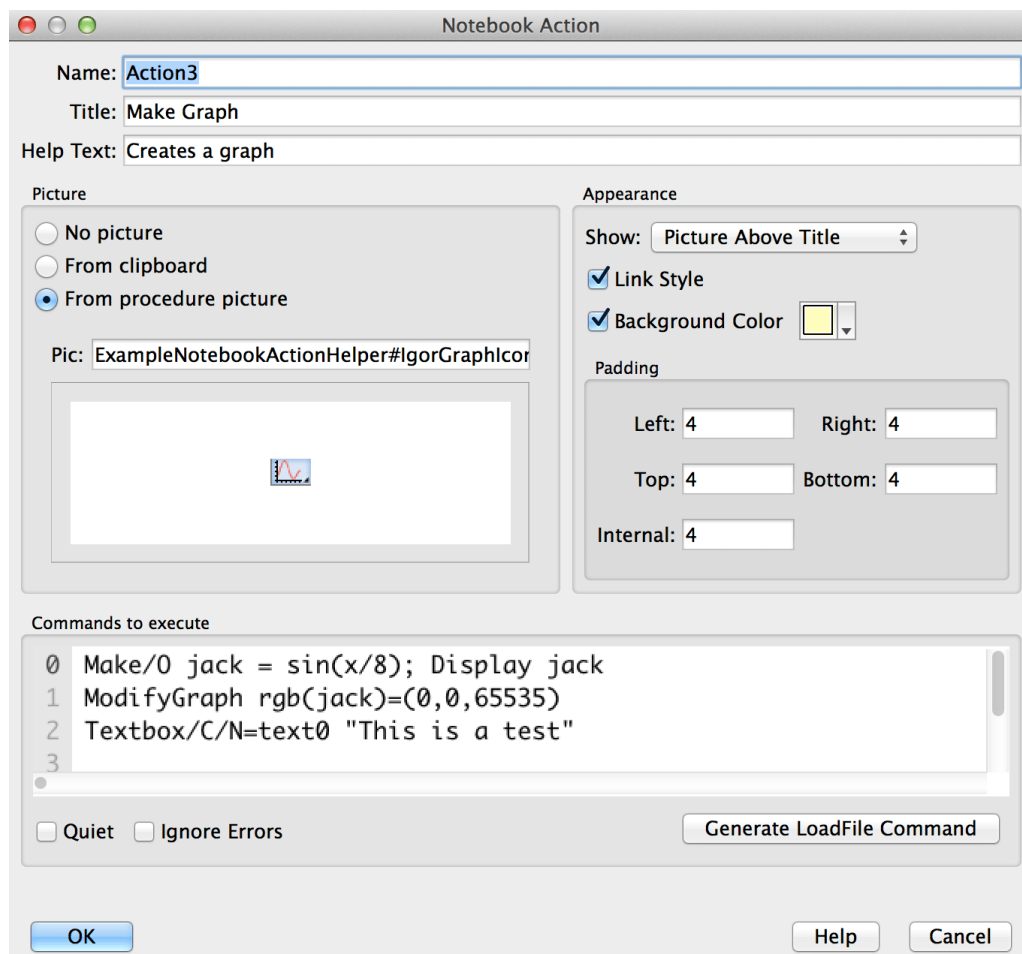 Notebook Action
Name: Action3
Title: Make Graph
Help Text: Creates a graph
Picture
No picture
From clipboard
From procedure picture
Pic: ExampleNotebookActionHelper#IgorGraphIcon
Appearance
Show: Picture Above Title
Link Style
Background Color
Padding
Left: 4 Right: 4
Top: 4 Bottom: 4
Internal: 4
Commands to execute
0 Make/O jack = sin(x/8); Display jack
1 ModifyGraph rgb(jack)=(0,0,65535)
2 Textbox/C/N=text0 "This is a test"
3
Quiet Ignore Errors Generate LoadFile Command
OK Help Cancel